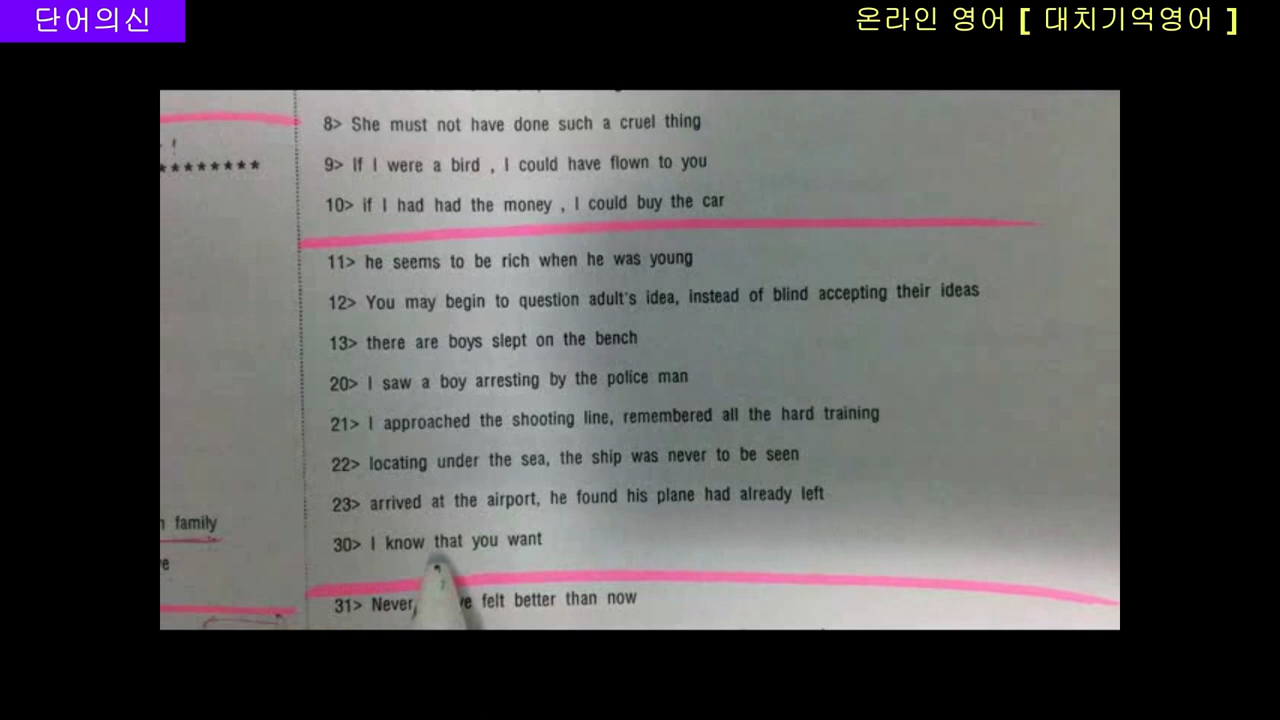 단어의신
온라인 영어 [ 대치기억영어 ]
8> She must not have done such a cruel thing
9> If I were a bird , I could have flown to you
********
10> if I had had the money , I could buy the car
11> he seems to be rich when he was young
12> You may begin to question adult's idea, instead of blind accepting their ideas
13> there are boys slept on the bench
20> I saw a boy arresting by the police man
21> I approached the shooting line, remembered all the hard training
22> locating under the sea, the ship was never to be seen
23> arrived at the airport, he found his plane had already left
family
30> I know that you want
31> Never, felt better than now